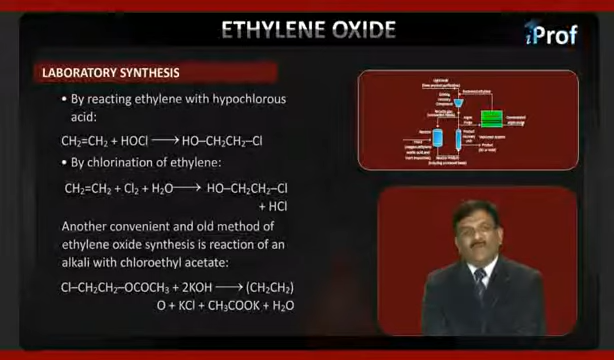 ETHYLENE OXIDE
iProf
LABORATORY SYNTHESIS
• By reacting ethylene with hypochlorous
acid:
CH₂=CH₂ + HOCl ⟶ HO–CH₂CH₂–Cl
• By chlorination of ethylene:
CH₂=CH₂ + Cl₂ + H₂O ⟶ HO–CH₂CH₂–Cl
+ HCl
Another convenient and old method of
ethylene oxide synthesis is reaction of an
alkali with chloroethyl acetate:
Cl–CH₂CH₂–OCOCH₃ + 2KOH ⟶ (CH₂CH₂)
O + KCl + CH₃COOK + H₂O